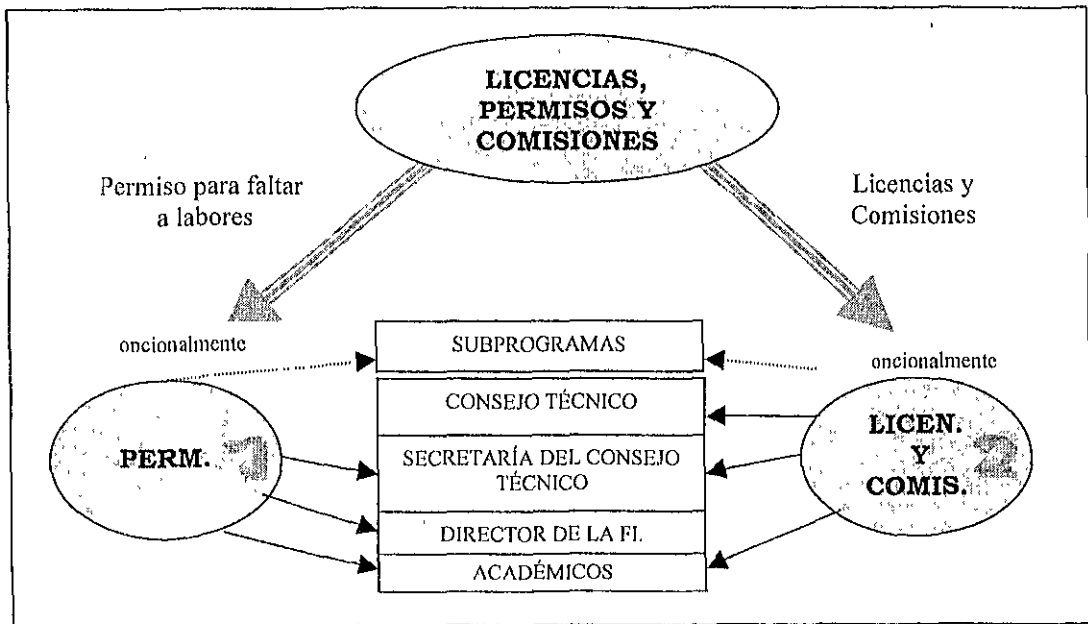 LICENCIAS,
PERMISOS Y
COMISIONES
Permiso para faltar
a labores
Licencias y
Comisiones
oncionalmente
SUBPROGRAMAS
oncionalmente
CONSEJO TÉCNICO
SECRETARÍA DEL CONSEJO
TÉCNICO
DIRECTOR DE LA FI.
ACADÉMICOS
PERM. 1
LICEN.
Y 2
COMIS.